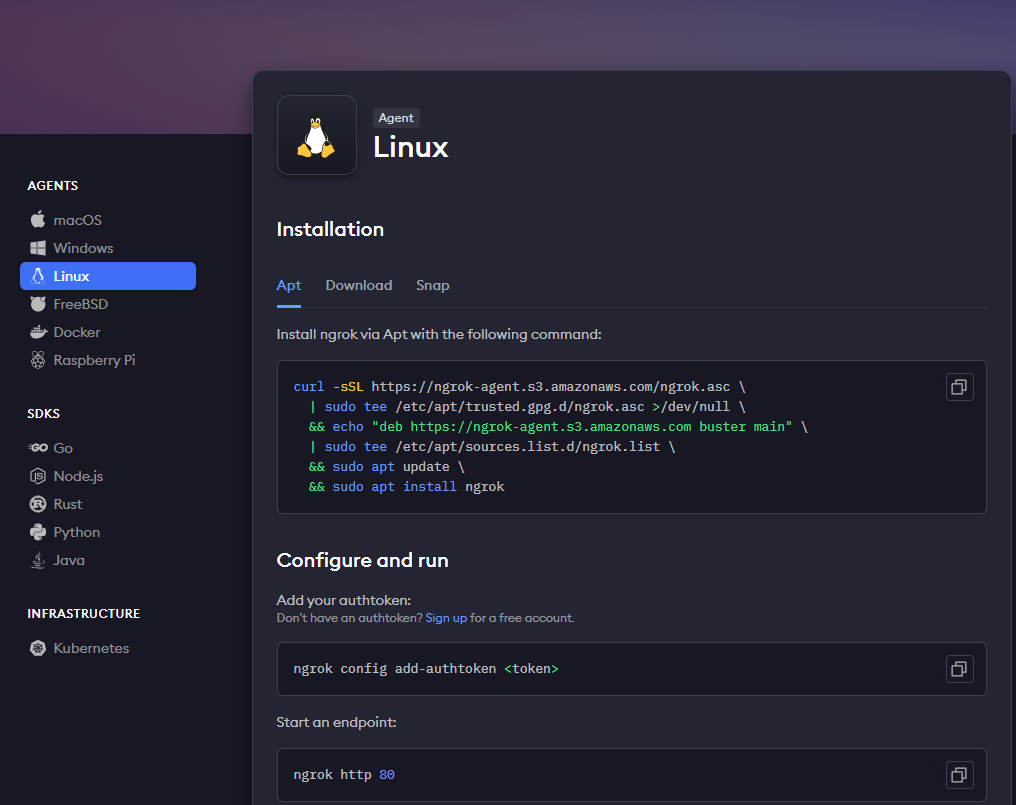 Agent
Linux
AGENTS
macOS
Windows
Linux
FreeBSD
Docker
Raspberry Pi
SDKS
GO Go
Node.js
Rust
Python
Java
INFRASTRUCTURE
Kubernetes
Installation
Apt Download Snap
Install ngrok via Apt with the following command:
curl -sSL https://ngrok-agent.s3.amazonaws.com/ngrok.asc \
| sudo tee /etc/apt/trusted.gpg.d/ngrok.asc >/dev/null \
&& echo "deb https://ngrok-agent.s3.amazonaws.com buster main" \
| sudo tee /etc/apt/sources.list.d/ngrok.list \
&& sudo apt update \
&& sudo apt install ngrok
Configure and run
Add your authtoken:
Don't have an authtoken? Sign up for a free account.
ngrok config add-authtoken <token>
Start an endpoint:
ngrok http 80